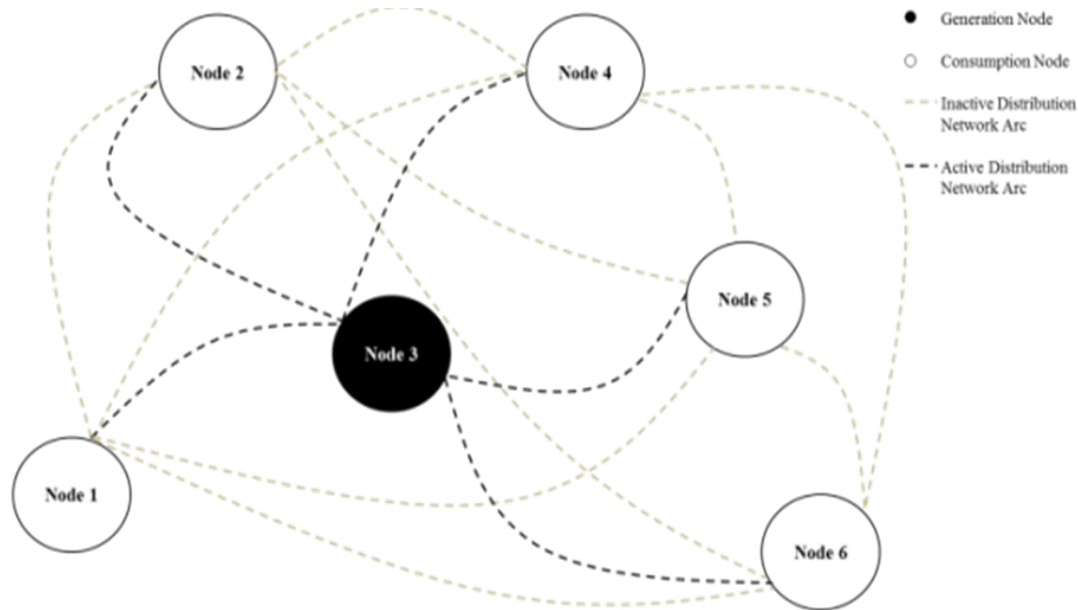 Node 2
Node 4
Node 5
Node 3
Node 1
Node 6
Generation Node
Consumption Node
Inactive Distribution
Network Arc
Active Distribution
Network Arc